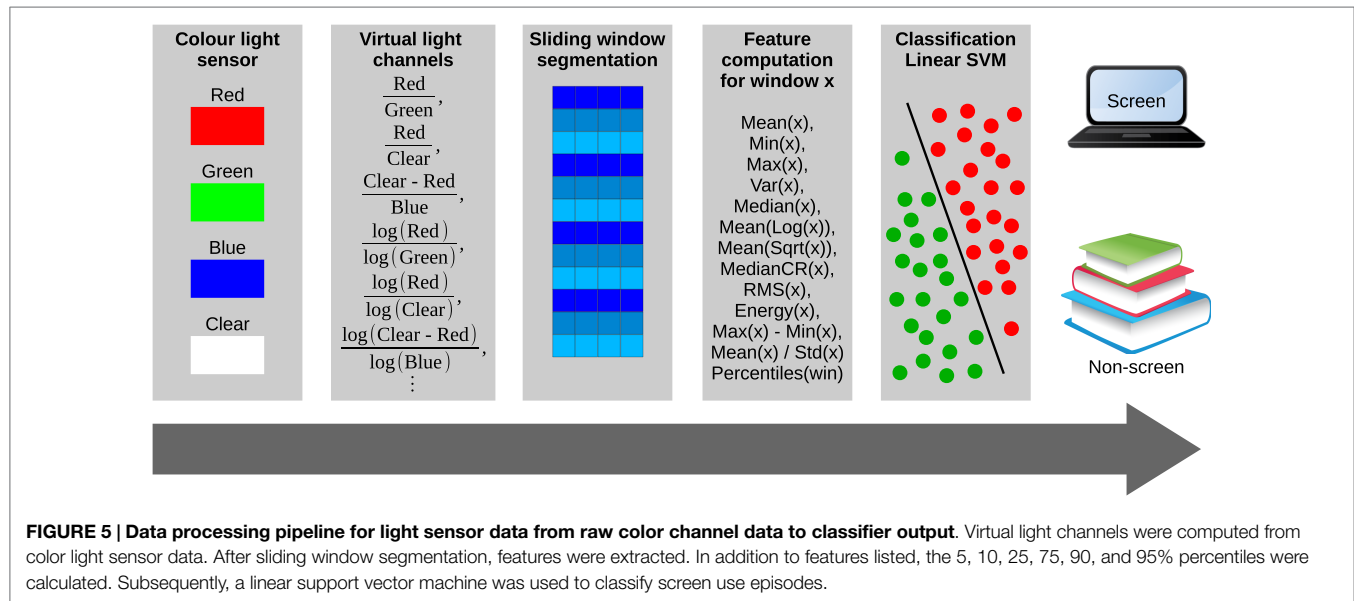 Colour light
sensor
Red
Green
Blue
Clear
Virtual light
channels
Red
Green ,
Red
Clear ,
Clear - Red
Blue ,
log(Red)
log(Green) ,
log(Red)
log(Clear) ,
log(Clear - Red)
log(Blue) ,
⋮
Sliding window
segmentation
Feature
computation
for window x
Mean(x),
Min(x),
Max(x),
Var(x),
Median(x),
Mean(Log(x)),
Mean(Sqrt(x)),
MedianCR(x),
RMS(x),
Energy(x),
Max(x) - Min(x),
Mean(x) / Std(x)
Percentiles(win)
Classification
Linear SVM
Screen
Non-screen
FIGURE 5 | Data processing pipeline for light sensor data from raw color channel data to classifier output. Virtual light channels were computed from
color light sensor data. After sliding window segmentation, features were extracted. In addition to features listed, the 5, 10, 25, 75, 90, and 95% percentiles were
calculated. Subsequently, a linear support vector machine was used to classify screen use episodes.